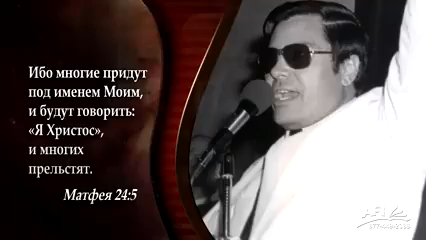 Ибо многие придут
под именем Моим,
и будут говорить:
«Я Христос»,
и многих
прельстят.
Матфея 24:5